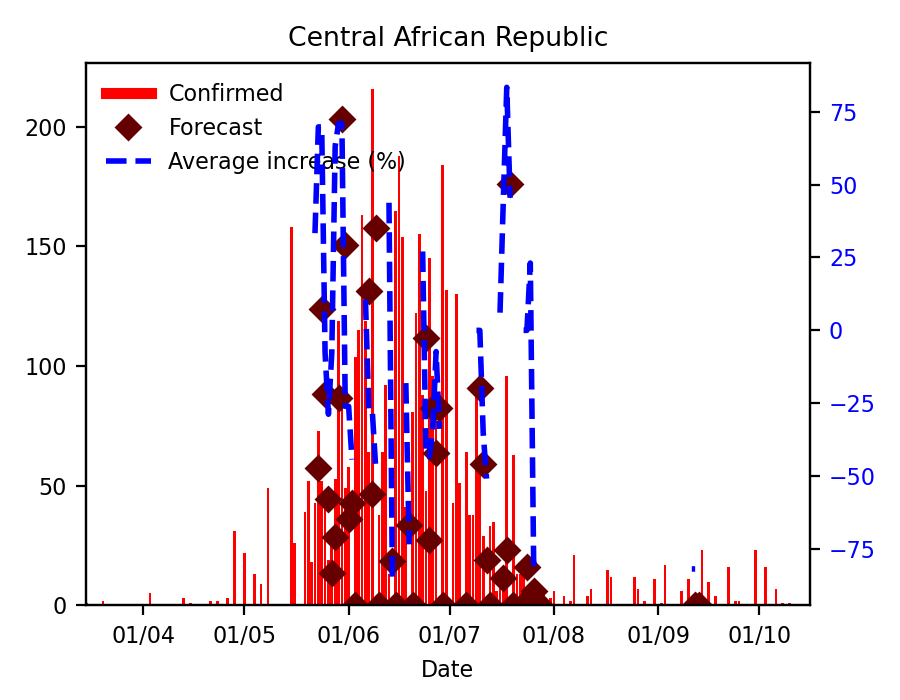 Central African Republic
Confirmed
Forecast
Average increase (%)
200
150
100
50
0
75
50
25
0
−25
−50
−75
01/04 01/05 01/06 01/07 01/08 01/09 01/10
Date